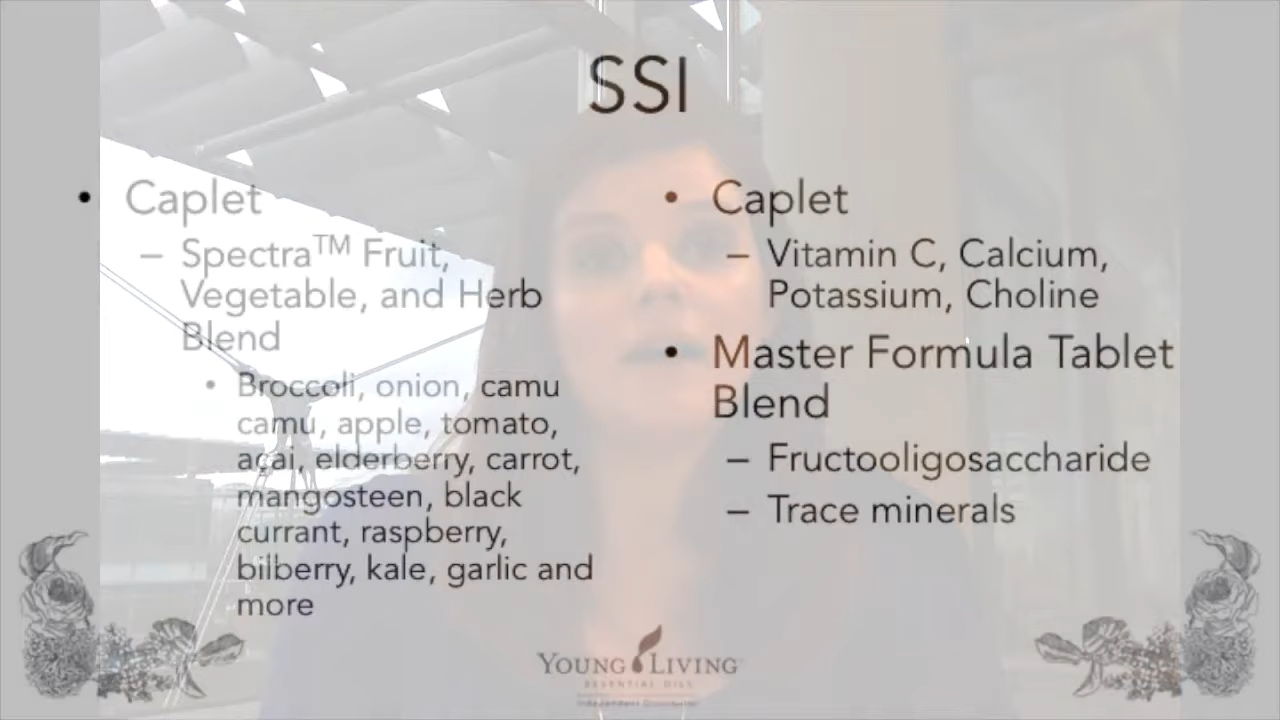 SSI
• Caplet
– Spectra™ Fruit,
Vegetable, and Herb
Blend
• Broccoli, onion, camu
camu, apple, tomato,
açai, elderberry, carrot,
mangosteen, black
currant, raspberry,
bilberry, kale, garlic and
more
• Caplet
– Vitamin C, Calcium,
Potassium, Choline
• Master Formula Tablet
Blend
– Fructooligosaccharide
– Trace minerals
YOUNG LIVING
ESSENTIAL OILS
Independent Distributor